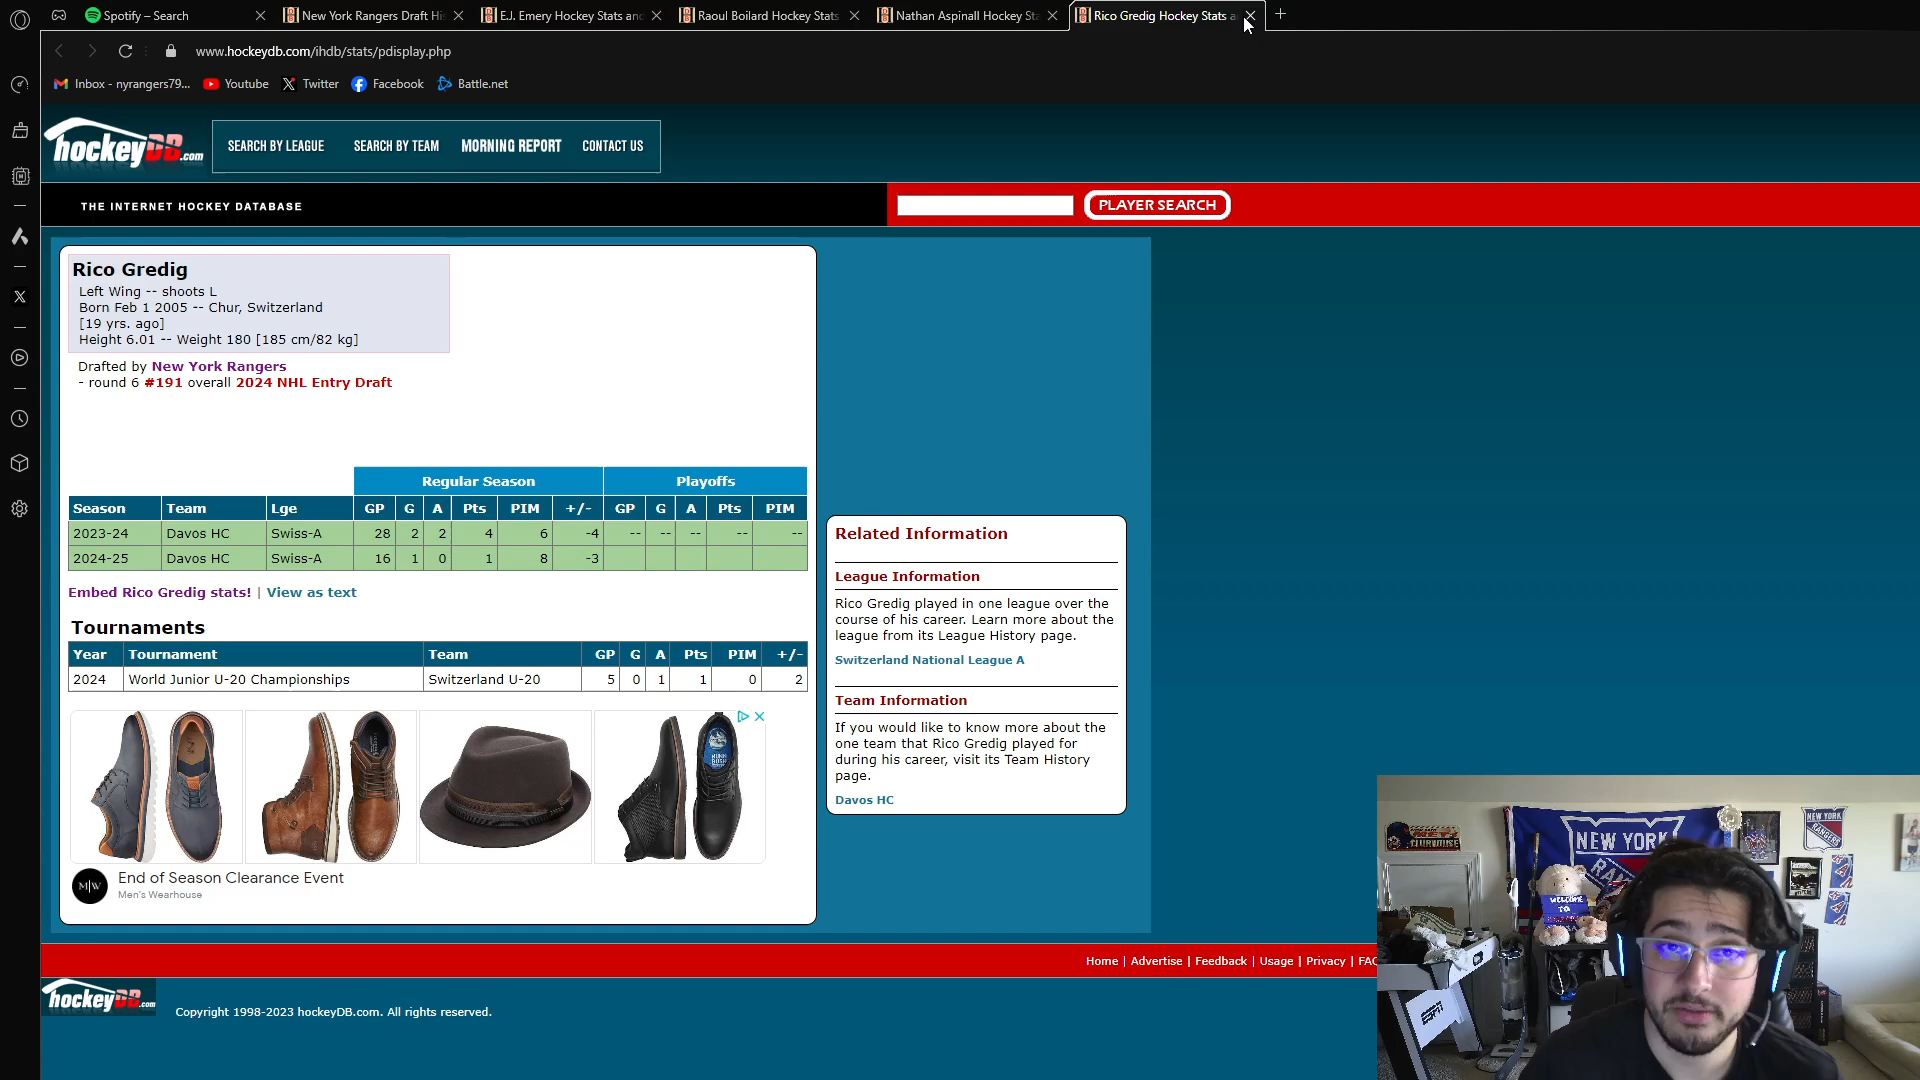 Spotify – Search
New York Rangers Draft His
E.J. Emery Hockey Stats and
Raoul Boilard Hockey Stats
Nathan Aspinall Hockey Sta
Rico Gredig Hockey Stats a
www.hockeydb.com/ihdb/stats/pdisplay.php
Inbox - nyrangers79...
Youtube
Twitter
Facebook
Battle.net
hockeyDB.com
SEARCH BY LEAGUE
SEARCH BY TEAM
MORNING REPORT
CONTACT US
THE INTERNET HOCKEY DATABASE
PLAYER SEARCH
Rico Gredig
Left Wing -- shoots L
Born Feb 1 2005 -- Chur, Switzerland
[19 yrs. ago]
Height 6.01 -- Weight 180 [185 cm/82 kg]
Drafted by New York Rangers
- round 6 #191 overall 2024 NHL Entry Draft
Regular Season Playoffs
Season Team Lge GP G A Pts PIM +/- GP G A Pts PIM
2023-24 Davos HC Swiss-A 28 2 2 4 6 -4 -- -- -- -- --
2024-25 Davos HC Swiss-A 16 1 0 1 8 -3
Embed Rico Gredig stats! | View as text
Tournaments
Year Tournament Team GP G A Pts PIM +/-
2024 World Junior U-20 Championships Switzerland U-20 5 0 1 1 0 2
M|W
End of Season Clearance Event
Men's Wearhouse
Related Information
League Information
Rico Gredig played in one league over the
course of his career. Learn more about the
league from its League History page.
Switzerland National League A
Team Information
If you would like to know more about the
one team that Rico Gredig played for
during his career, visit its Team History
page.
Davos HC
Home | Advertise | Feedback | Usage | Privacy | FAQ
hockeyDB.com
Copyright 1998-2023 hockeyDB.com. All rights reserved.
CLUBHOUSE
NEW YORK
NEW YORK
RANGERS
WELCOME
TO
ESPN